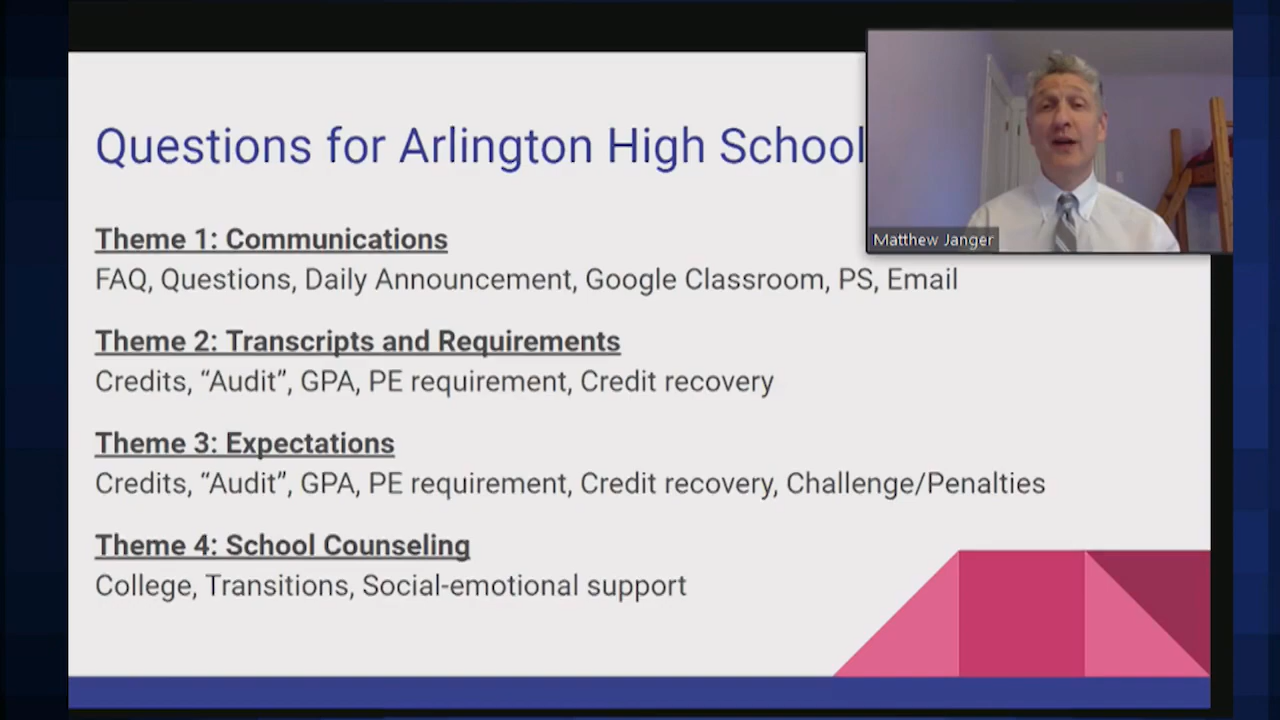 Questions for Arlington High School
Matthew Janger
Theme 1: Communications
FAQ, Questions, Daily Announcement, Google Classroom, PS, Email
Theme 2: Transcripts and Requirements
Credits, “Audit”, GPA, PE requirement, Credit recovery
Theme 3: Expectations
Credits, “Audit”, GPA, PE requirement, Credit recovery, Challenge/Penalties
Theme 4: School Counseling
College, Transitions, Social-emotional support